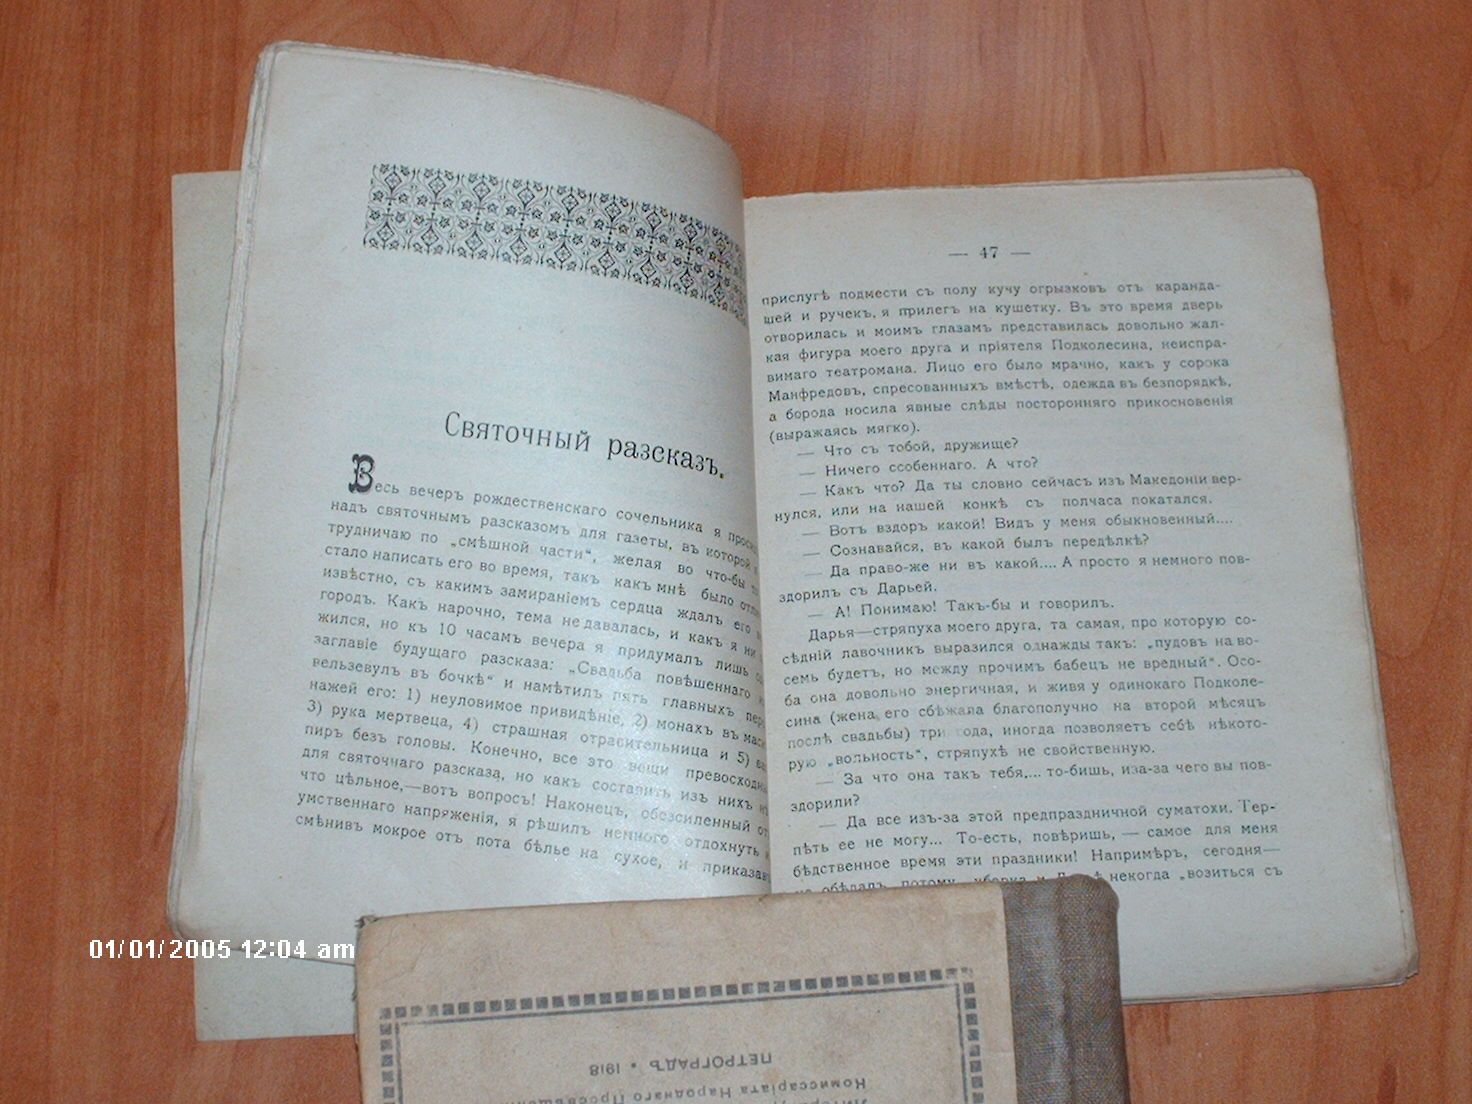 Святочный разсказъ.
Весь вечеръ рождественскаго сочельника я
надъ святочнымъ разсказомъ для газеты, въ которой
трудничаю по „смѣшной части“, желая во что-бы
стало написать его во время, такъ какъ мнѣ было
извѣстно, съ какимъ замираніемъ сердца ждалъ его
городъ. Какъ нарочно, тема не давалась, и какъ я ни
жился, но къ 10 часамъ вечера я придумалъ лишь
заглавіе будущаго разсказа: „Свадьба повѣшеннаго
вельзевулъ въ бочкѣ“ и намѣтилъ пять главныхъ
нажей его: 1) неуловимое привидѣніе, 2) монахъ въ
3) рука мертвеца, 4) страшная отравительница и 5)
пиръ безъ головы. Конечно, все это вещи превосходны
для святочнаго разсказа, но какъ составить изъ нихъ
что цѣльное,—вотъ вопросъ! Наконецъ, обезсиленный
умственнаго напряженія, я рѣшилъ немного отдохнуть
смѣнивъ мокрое отъ пота бѣлье на сухое, и приказавъ
— 47 —
прислугѣ подмести съ полу кучу огрызковъ отъ каранда-
шей и ручекъ, я прилегъ на кушетку. Въ это время дверь
отворилась и моимъ глазамъ представилась довольно жал-
кая фигура моего друга и пріятеля Подколесина, неиспра-
вимаго театромана. Лицо его было мрачно, какъ у сорока
Манфредовъ, спресованныхъ вмѣстѣ, одежда въ безпорядкѣ,
а борода носила явные слѣды посторонняго прикосновенія
(выражаясь мягко).
— Что съ тобой, дружище?
— Ничего особеннаго. А что?
— Какъ что? Да ты словно сейчасъ изъ Македоніи вер-
нулся, или на нашей конкѣ съ полчаса покатался.
— Вотъ вздоръ какой! Видъ у меня обыкновенный....
— Сознавайся, въ какой былъ передѣлкѣ?
— Да право-же ни въ какой.... А просто я немного пов-
здорилъ съ Дарьей.
— А! Понимаю! Такъ-бы и говорилъ.
Дарья—стряпуха моего друга, та самая, про которую со-
сѣдній лавочникъ выразился однажды такъ: „пудовъ на во-
семь будетъ, но между прочимъ бабецъ не вредный“. Осо-
ба она довольно энергичная, и живя у одинокаго Подколе-
сина (жена его сбѣжала благополучно на второй мѣсяцъ
послѣ свадьбы) три года, иногда позволяетъ себѣ нѣкото-
рую „вольность“, стряпухѣ не свойственную.
— За что она такъ тебя,... то-бишь, иза-за чего вы пов-
здорили?
— Да все изъ-за этой предпраздничной суматохи. Тер-
пѣть ее не могу... То-есть, повѣришь, — самое для меня
бѣдственное время эти праздники! Напримѣръ, сегодня—
не обѣдалъ, потому, уборка и некогда „возиться съ
01/01/2005 12:04 am
ПЕТРОГРАДЪ • 1918
Комиссаріата Народнаго